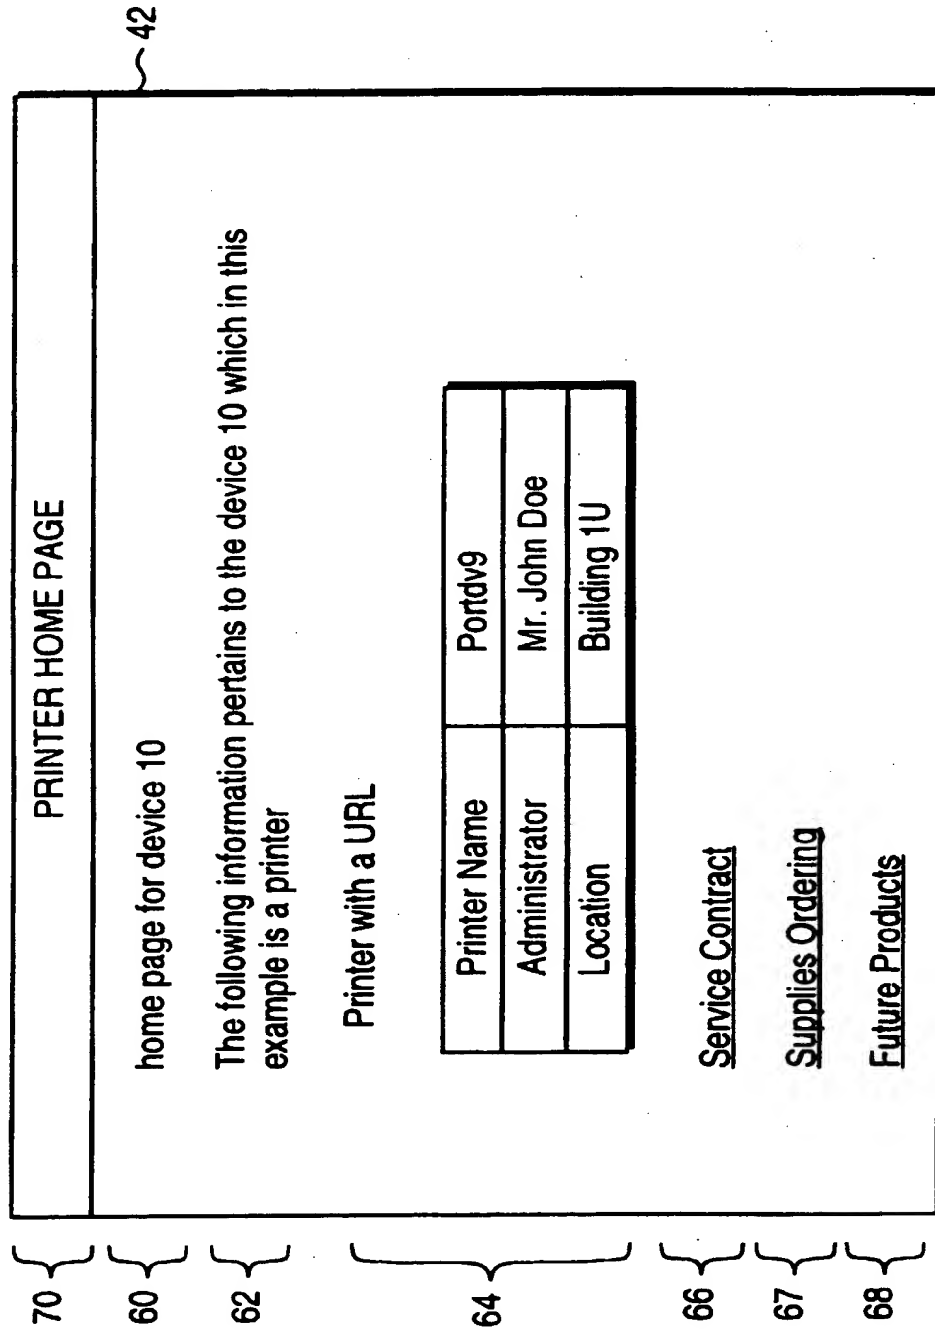 42
70 PRINTER HOME PAGE
60 home page for device 10
62 The following information pertains to the device 10 which in this
example is a printer
64 Printer with a URL
Printer Name Portdv9
Administrator Mr. John Doe
Location Building 1U
66 Service Contract
67 Supplies Ordering
68 Future Products